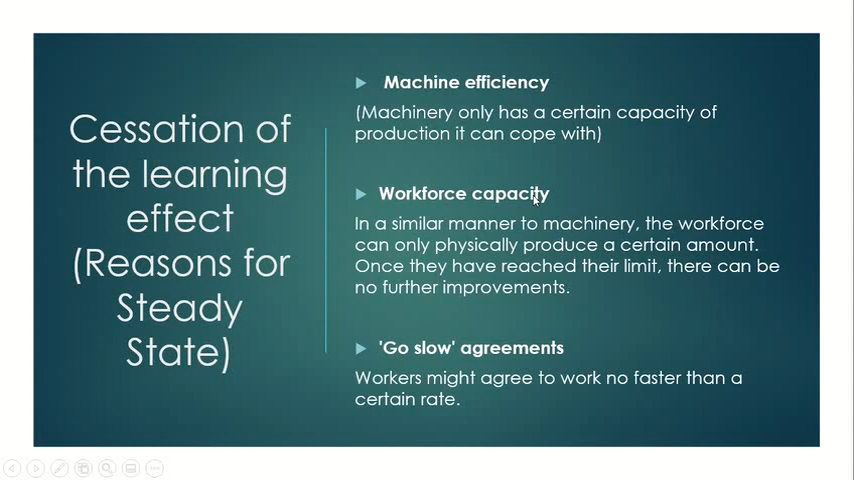 Cessation of
the learning
effect
(Reasons for
Steady
State)
Machine efficiency
(Machinery only has a certain capacity of
production it can cope with)
Workforce capacity
In a similar manner to machinery, the workforce
can only physically produce a certain amount.
Once they have reached their limit, there can be
no further improvements.
'Go slow' agreements
Workers might agree to work no faster than a
certain rate.